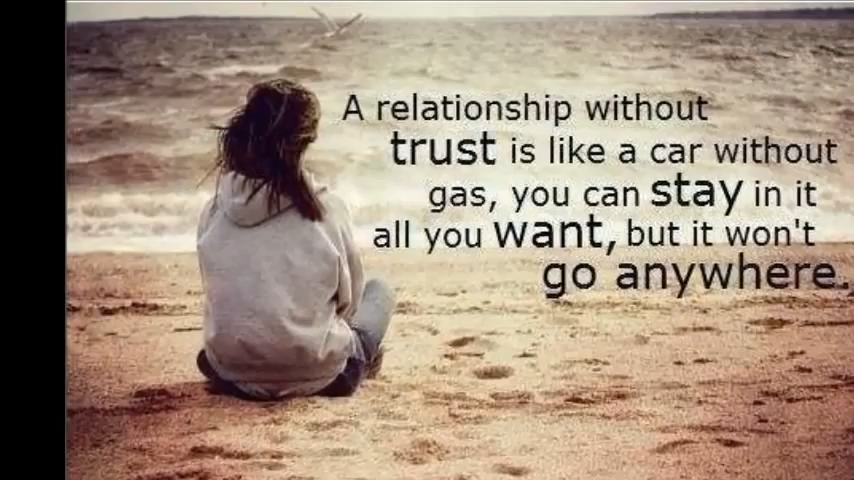 A relationship without
trust is like a car without
gas, you can stay in it
all you want, but it won't
go anywhere.